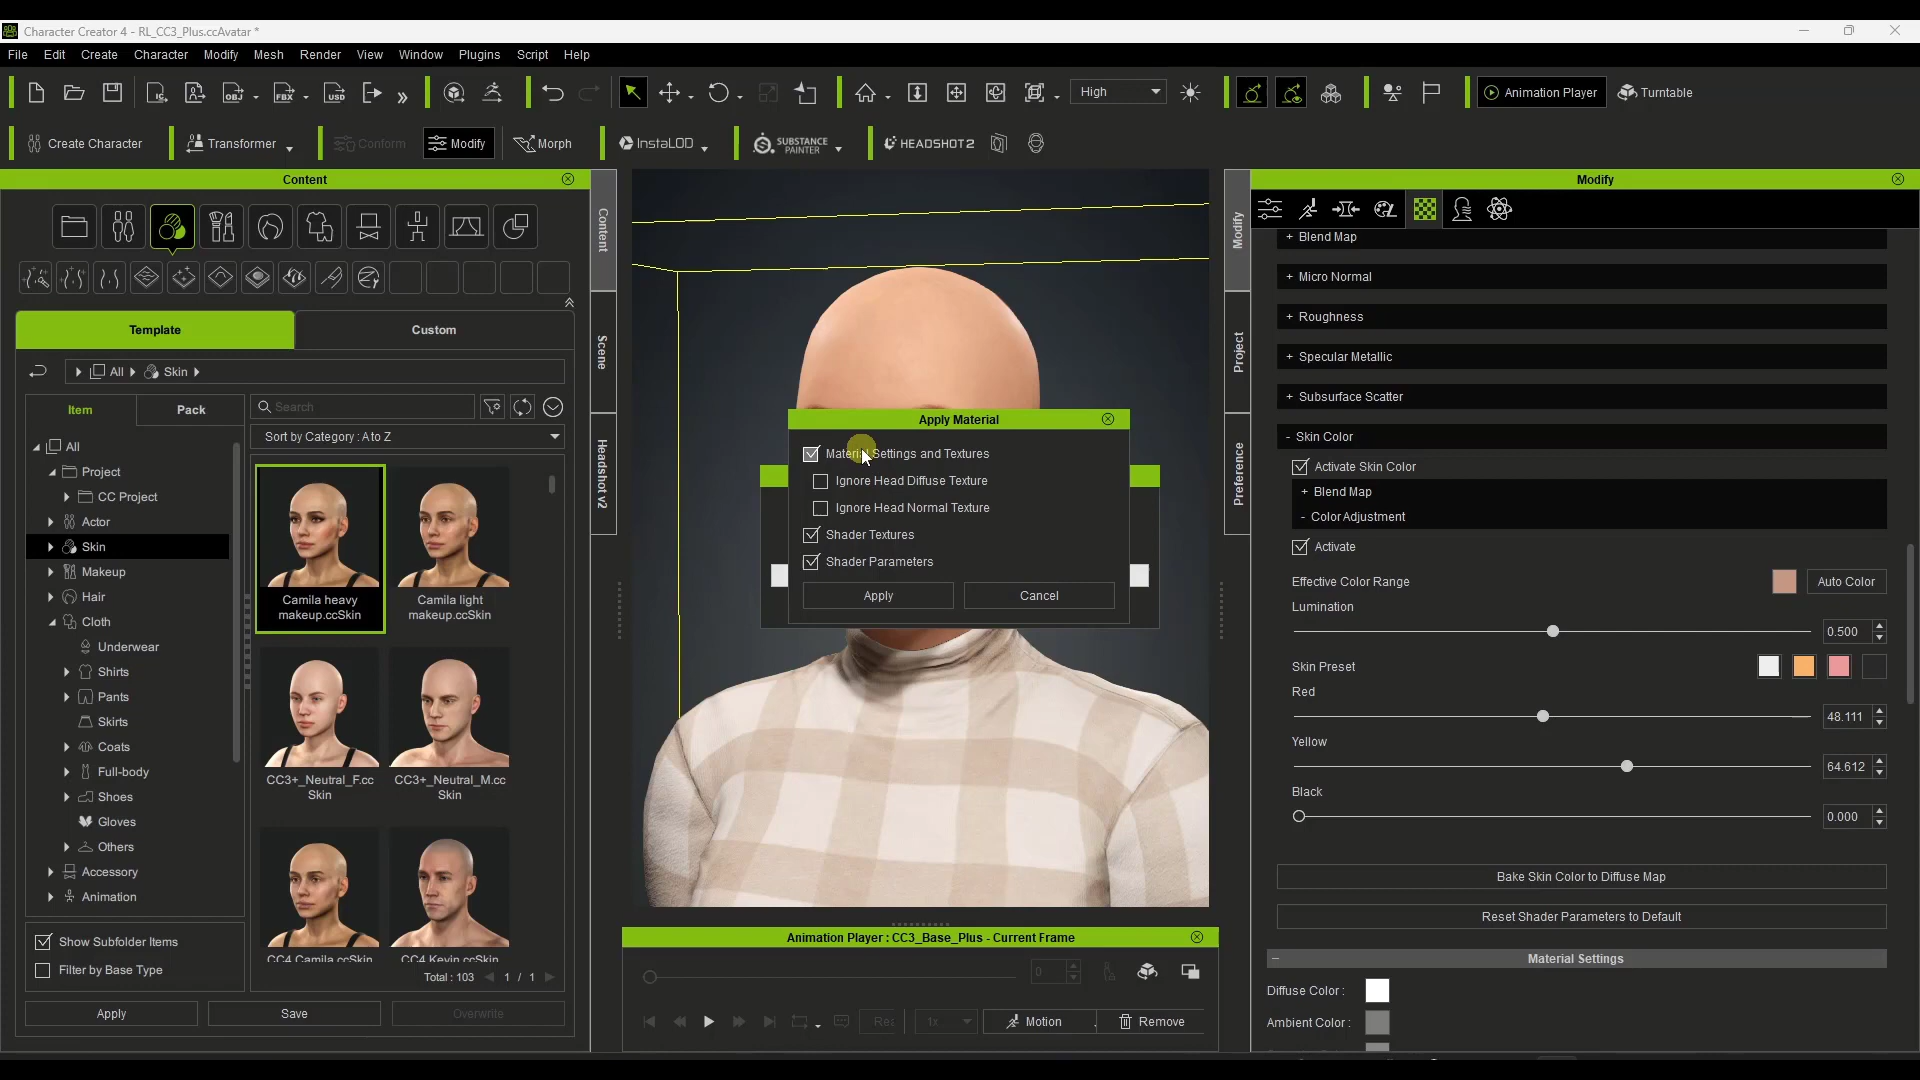 Character Creator 4 - RL_CC3_Plus.ccAvatar *
File Edit Create Character Modify Mesh Render View Window Plugins Script Help
High
Animation Player
Turntable
Create Character
Transformer
Conform
Modify
Morph
InstaLOD
SUBSTANCE PAINTER
HEADSHOT 2
Content
Template
Custom
All
Skin
Item
Pack
Search
Sort by Category : A to Z
All
Project
CC Project
Actor
Skin
Makeup
Hair
Cloth
Underwear
Shirts
Pants
Skirts
Coats
Full-body
Shoes
Gloves
Others
Accessory
Animation
Camila heavy
makeup.ccSkin
Camila light
makeup.ccSkin
CC3+_Neutral_F.cc
Skin
CC3+_Neutral_M.cc
Skin
CC4 Camila.ccSkin
CC4 Kevin.ccSkin
Show Subfolder Items
Filter by Base Type
Total : 103
1 / 1
Apply
Save
Overwrite
Content
Scene
Headshot v2
Apply Material
Material Settings and Textures
Ignore Head Diffuse Texture
Ignore Head Normal Texture
Shader Textures
Shader Parameters
Apply
Cancel
Animation Player : CC3_Base_Plus - Current Frame
0
1x
Motion
Remove
Modify
Project
Preference
Modify
+ Blend Map
+ Micro Normal
+ Roughness
+ Specular Metallic
+ Subsurface Scatter
- Skin Color
Activate Skin Color
+ Blend Map
- Color Adjustment
Activate
Effective Color Range
Auto Color
Lumination
0.500
Skin Preset
Red
48.111
Yellow
64.612
Black
0.000
Bake Skin Color to Diffuse Map
Reset Shader Parameters to Default
Material Settings
Diffuse Color :
Ambient Color :